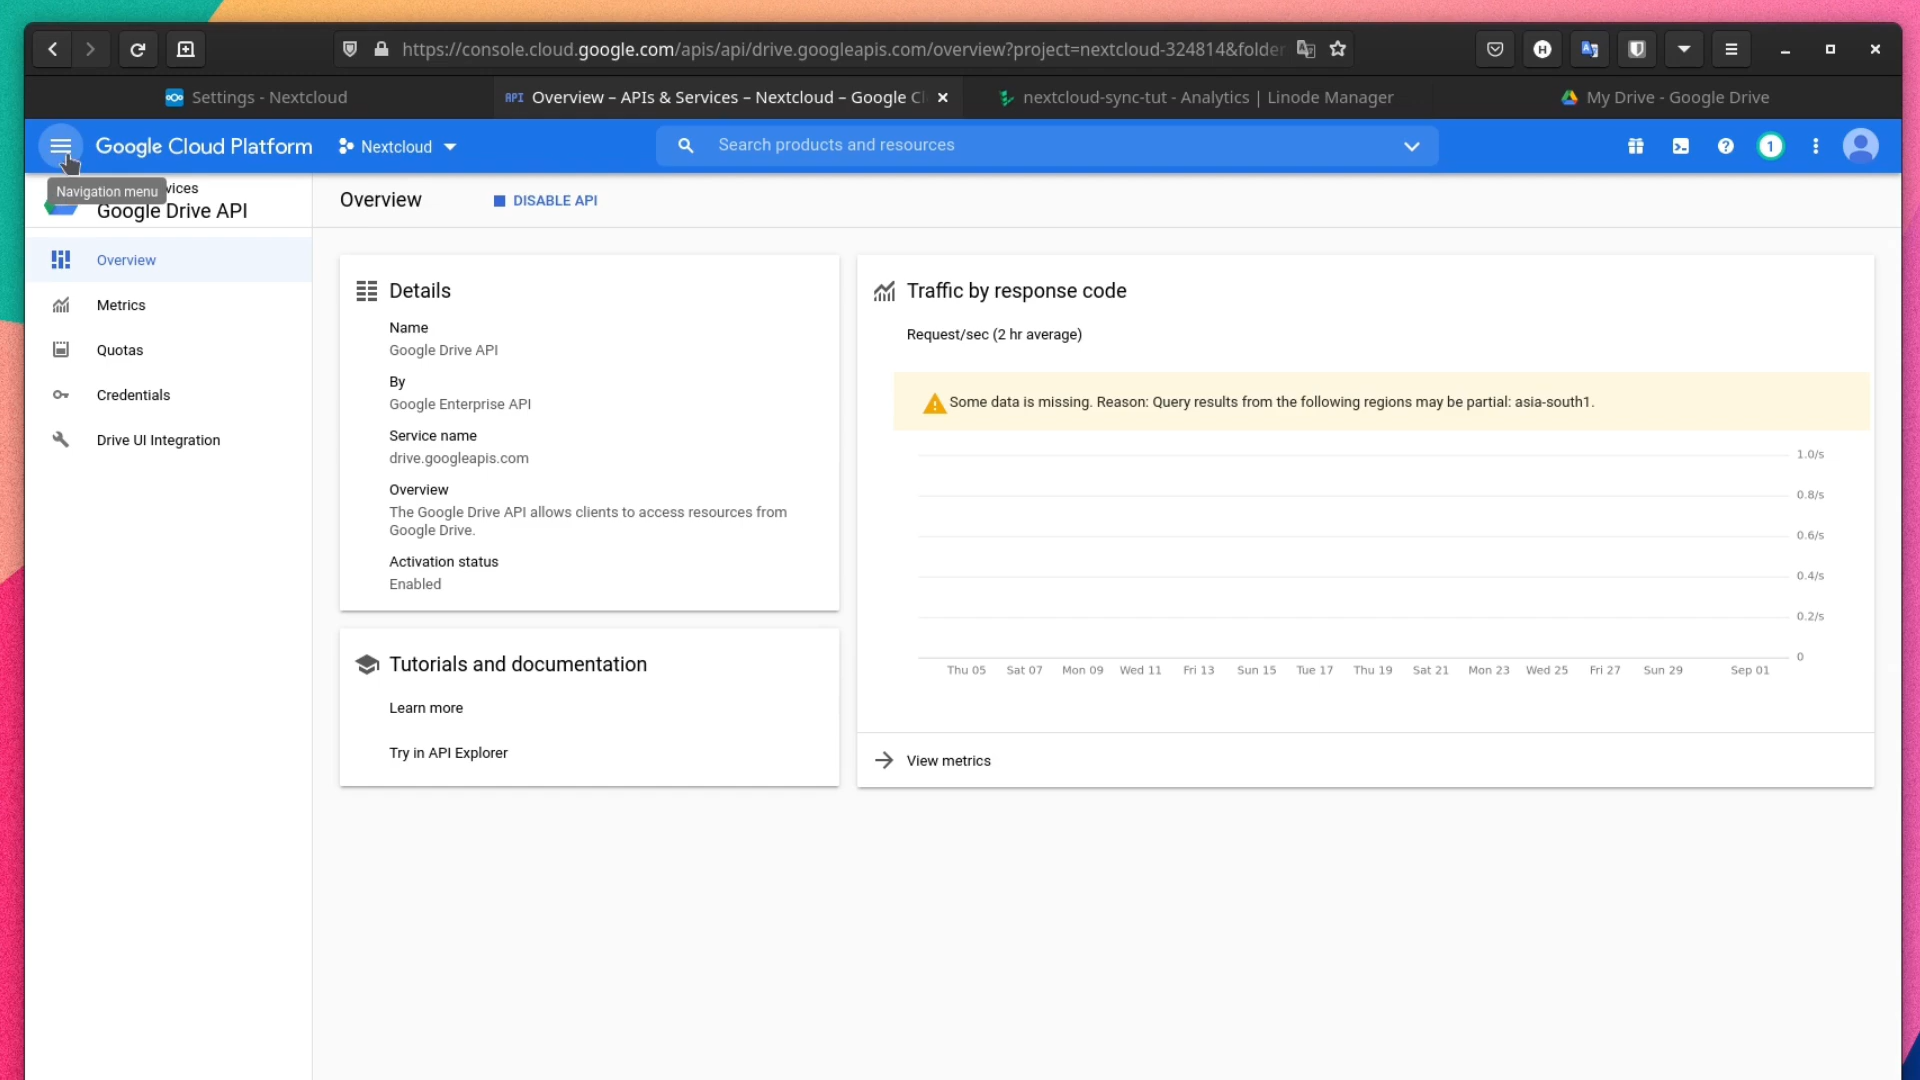 https://console.cloud.google.com/apis/api/drive.googleapis.com/overview?project=nextcloud-324814&folder
Settings - Nextcloud
API Overview – APIs & Services – Nextcloud – Google Cl
nextcloud-sync-tut - Analytics | Linode Manager
My Drive - Google Drive
Google Cloud Platform
Nextcloud
Search products and resources
1
Navigation menu
vices
Google Drive API
Overview
DISABLE API
Overview
Metrics
Quotas
Credentials
Drive UI Integration
Details
Name
Google Drive API
By
Google Enterprise API
Service name
drive.googleapis.com
Overview
The Google Drive API allows clients to access resources from
Google Drive.
Activation status
Enabled
Tutorials and documentation
Learn more
Try in API Explorer
Traffic by response code
Request/sec (2 hr average)
Some data is missing. Reason: Query results from the following regions may be partial: asia-south1.
1.0/s
0.8/s
0.6/s
0.4/s
0.2/s
0
Thu 05 Sat 07 Mon 09 Wed 11 Fri 13 Sun 15 Tue 17 Thu 19 Sat 21 Mon 23 Wed 25 Fri 27 Sun 29 Sep 01
View metrics